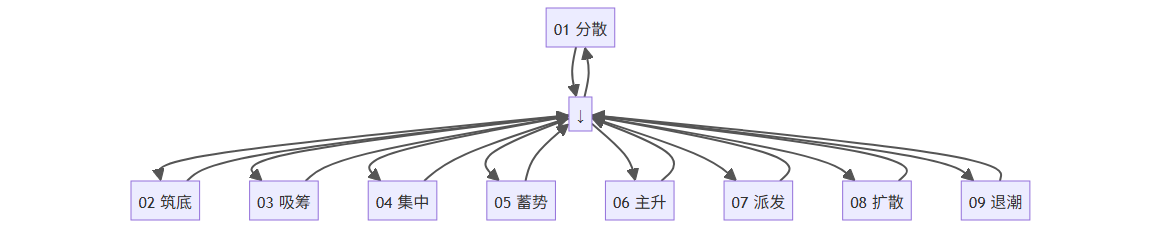 01 分散
↓
02 筑底
03 吸筹
04 集中
05 蓄势
06 主升
07 派发
08 扩散
09 退潮